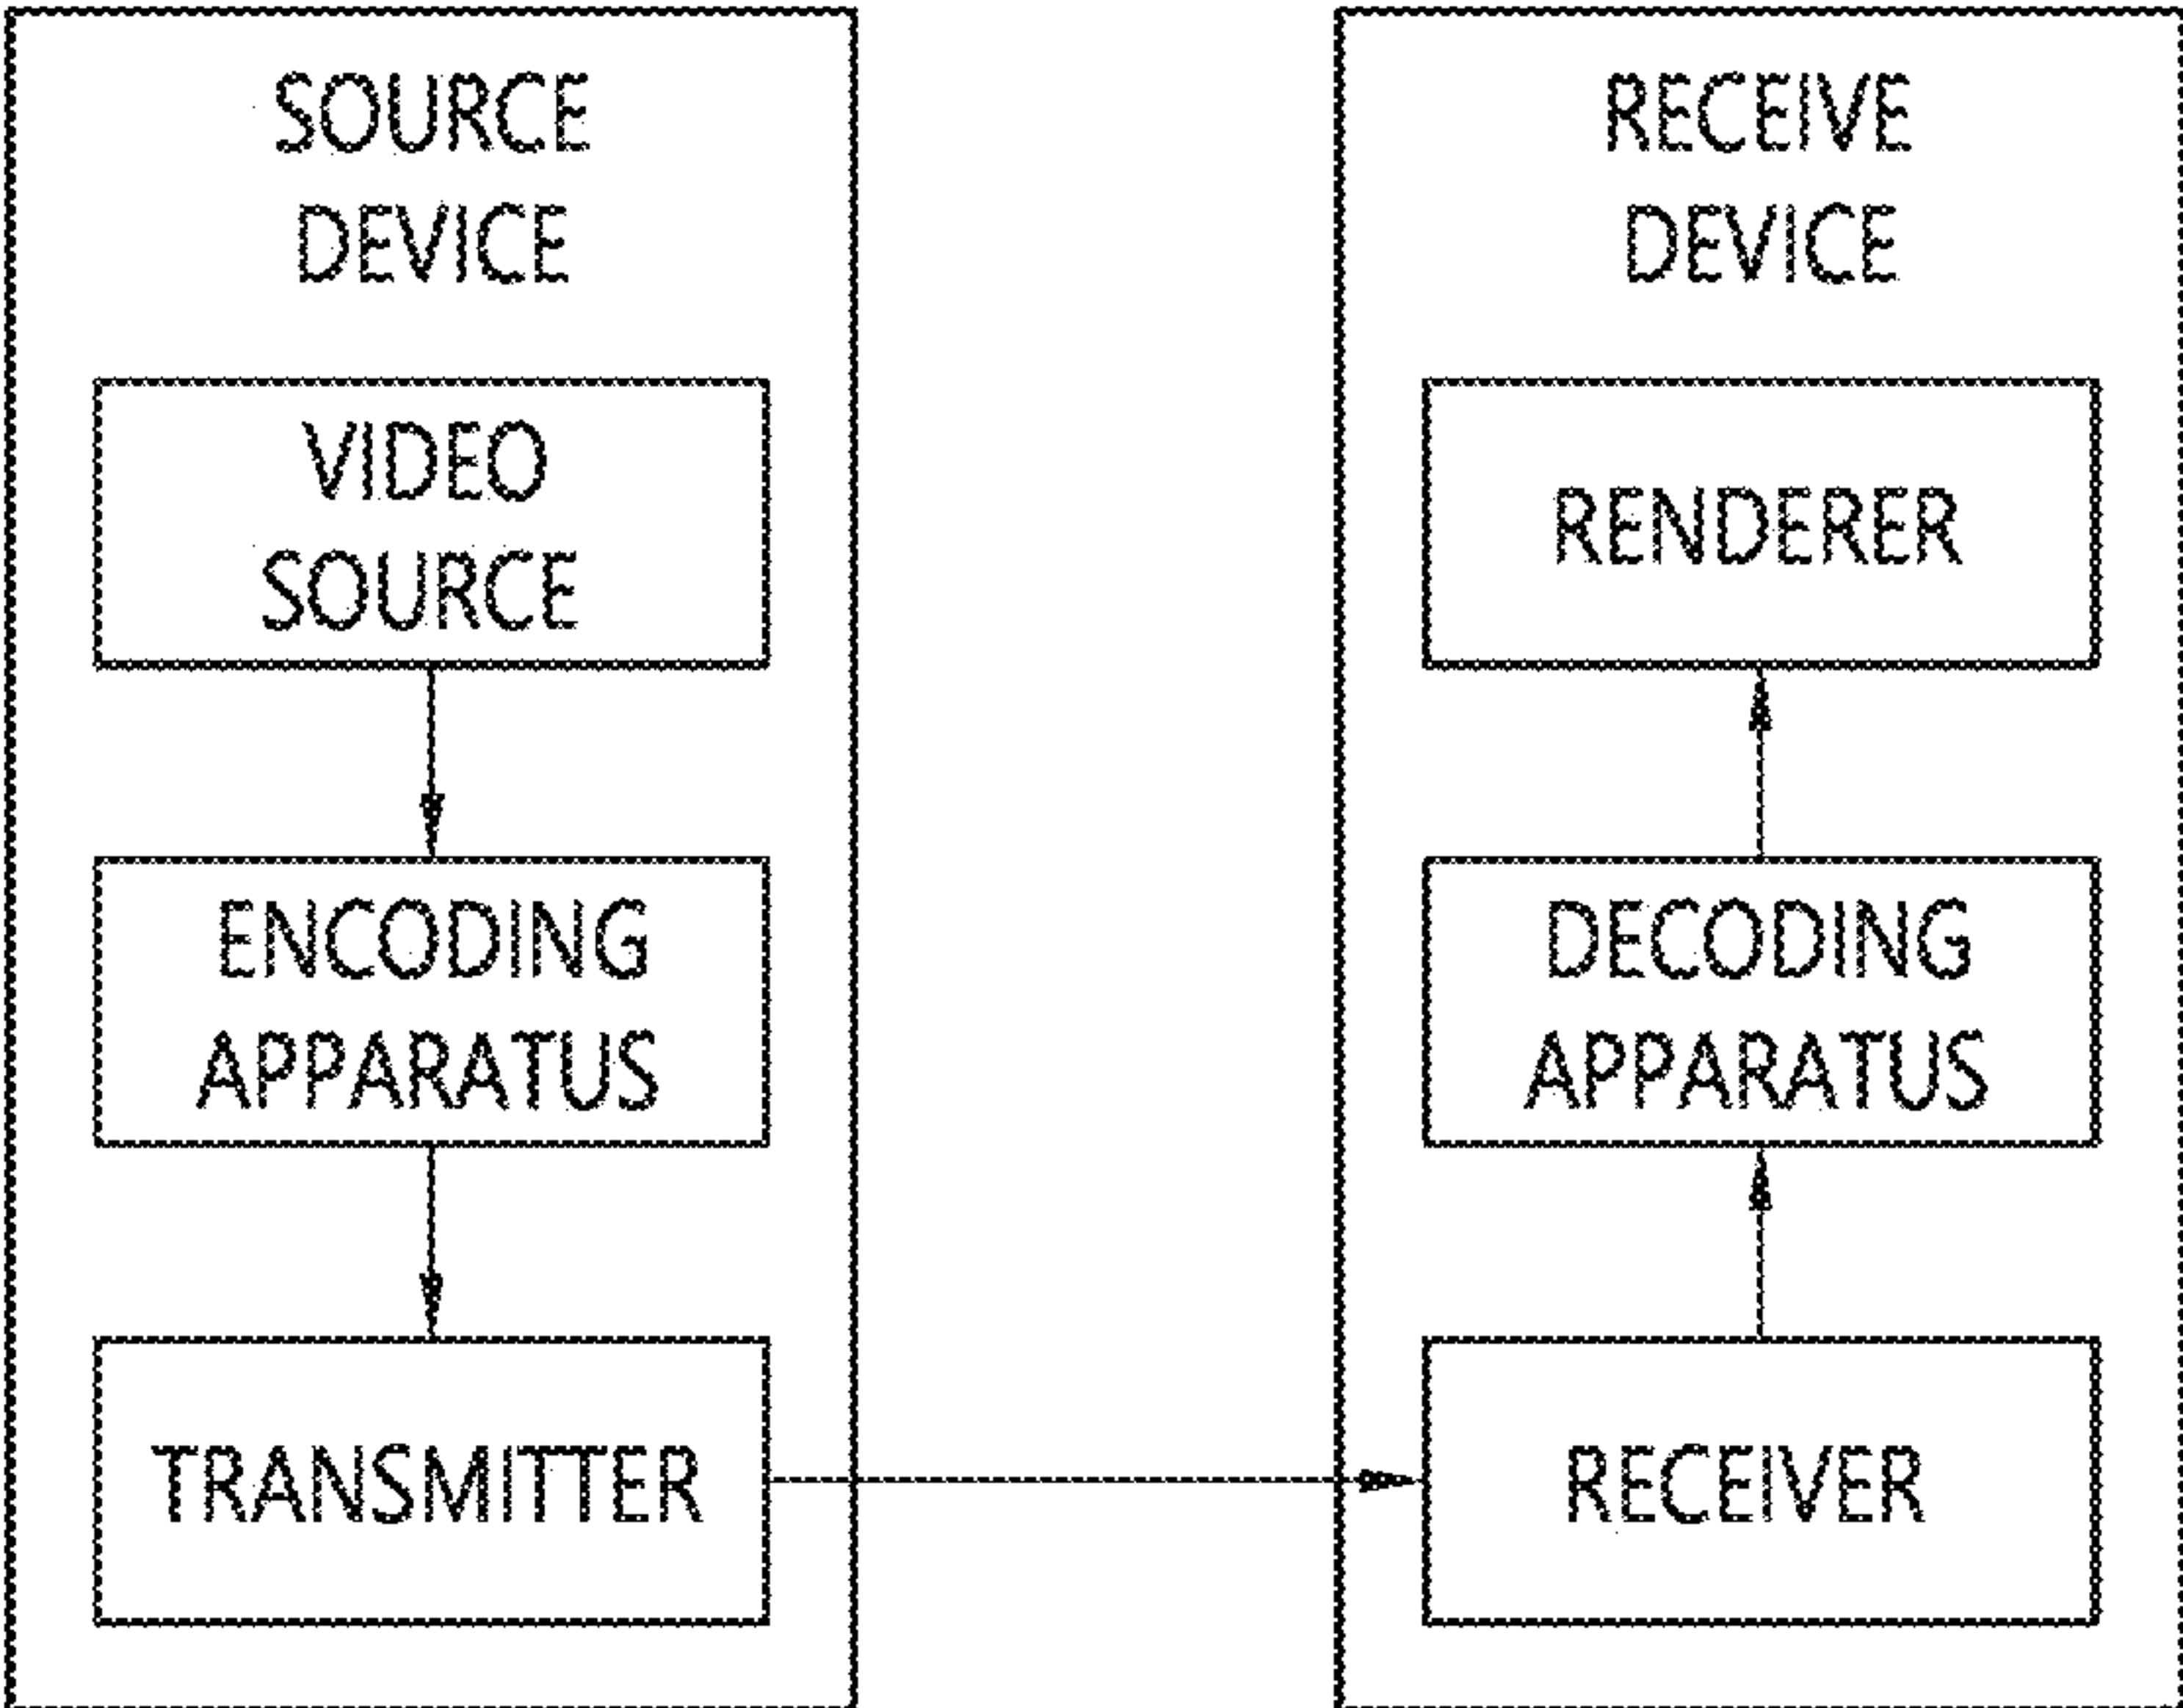 SOURCE
DEVICE
VIDEO
SOURCE
ENCODING
APPARATUS
TRANSMITTER
RECEIVE
DEVICE
RENDERER
DECODING
APPARATUS
RECEIVER